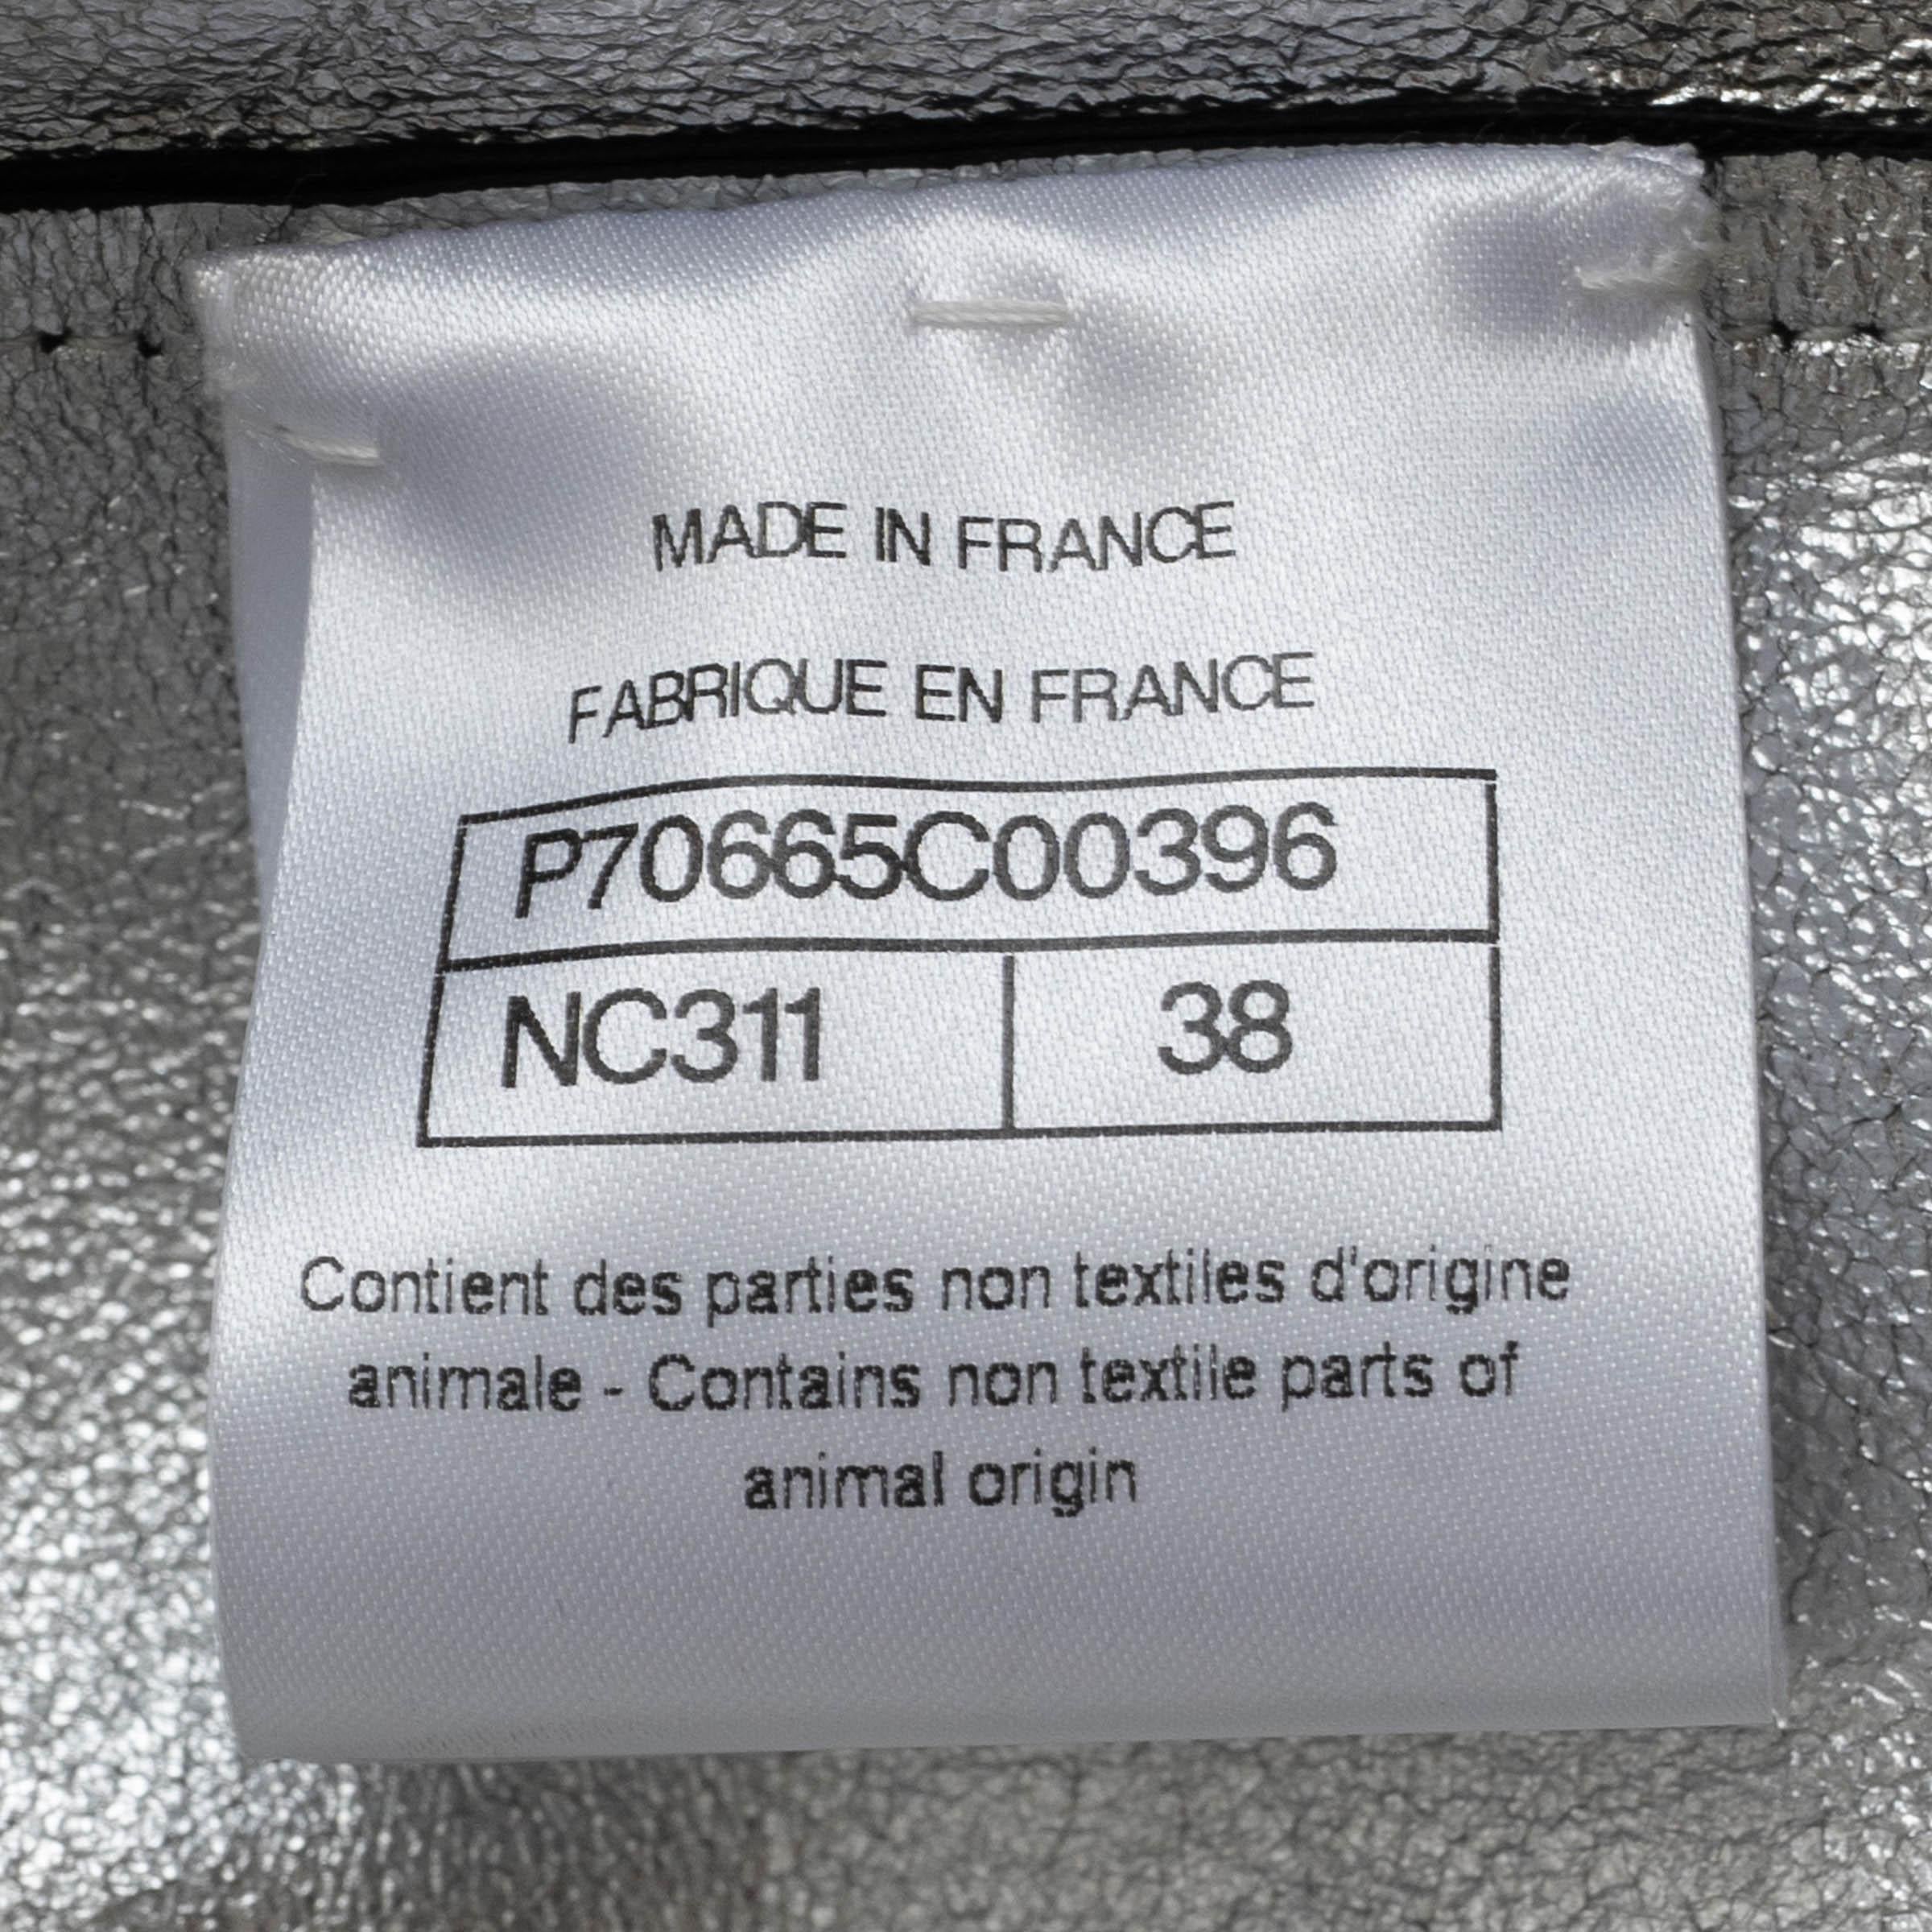 MADE IN FRANCE
FABRIQUE EN FRANCE
P70665C00396
NC311 38
Contient des parties non textiles d'origine
animale - Contains non textile parts of
animal origin